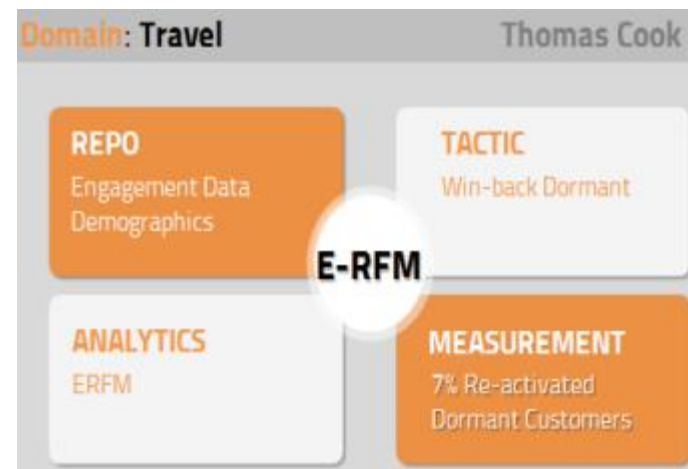 Domain: Travel
Thomas Cook
REPO
Engagement Data
Demographics
TACTIC
Win-back Dormant
E-RFM
ANALYTICS
ERFM
MEASUREMENT
7% Re-activated
Dormant Customers